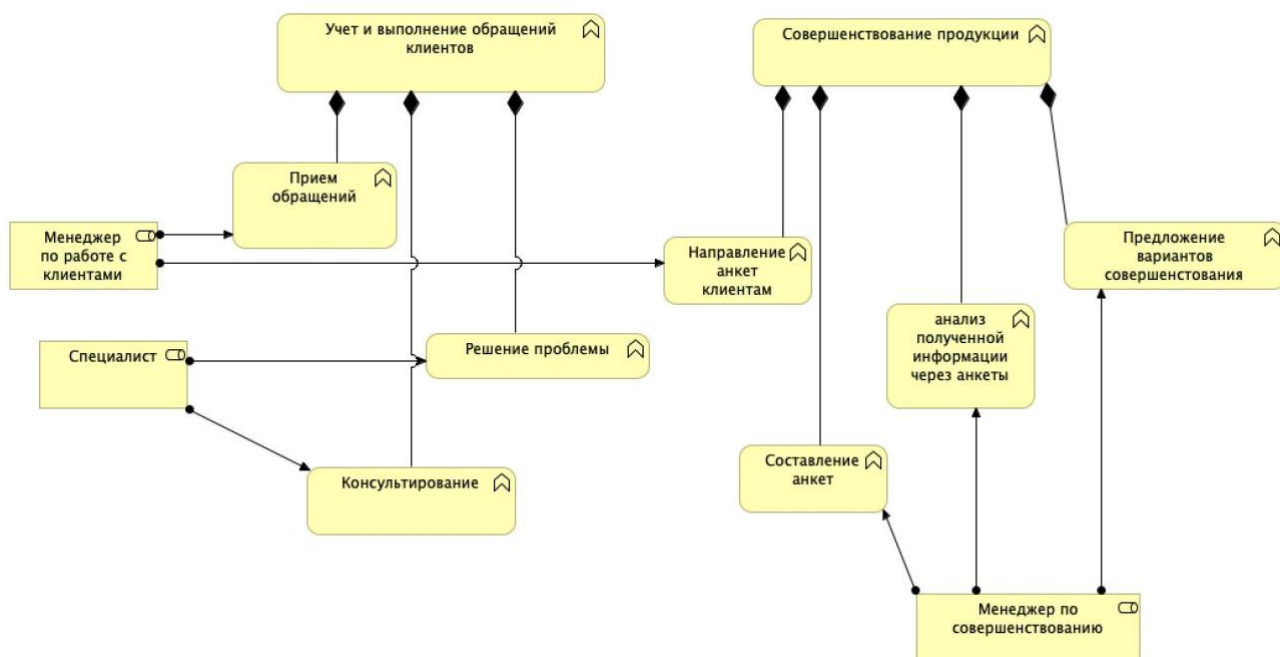 Учет и выполнение обращений
клиентов
Совершенствование продукции
Прием
обращений
Менеджер
по работе с
клиентами
Направление
анкет
клиентам
Предложение
вариантов
совершенстования
анализ
полученной
информации
через анкеты
Специалист
Решение проблемы
Составление
анкет
Консультирование
Менеджер по
совершенствованию